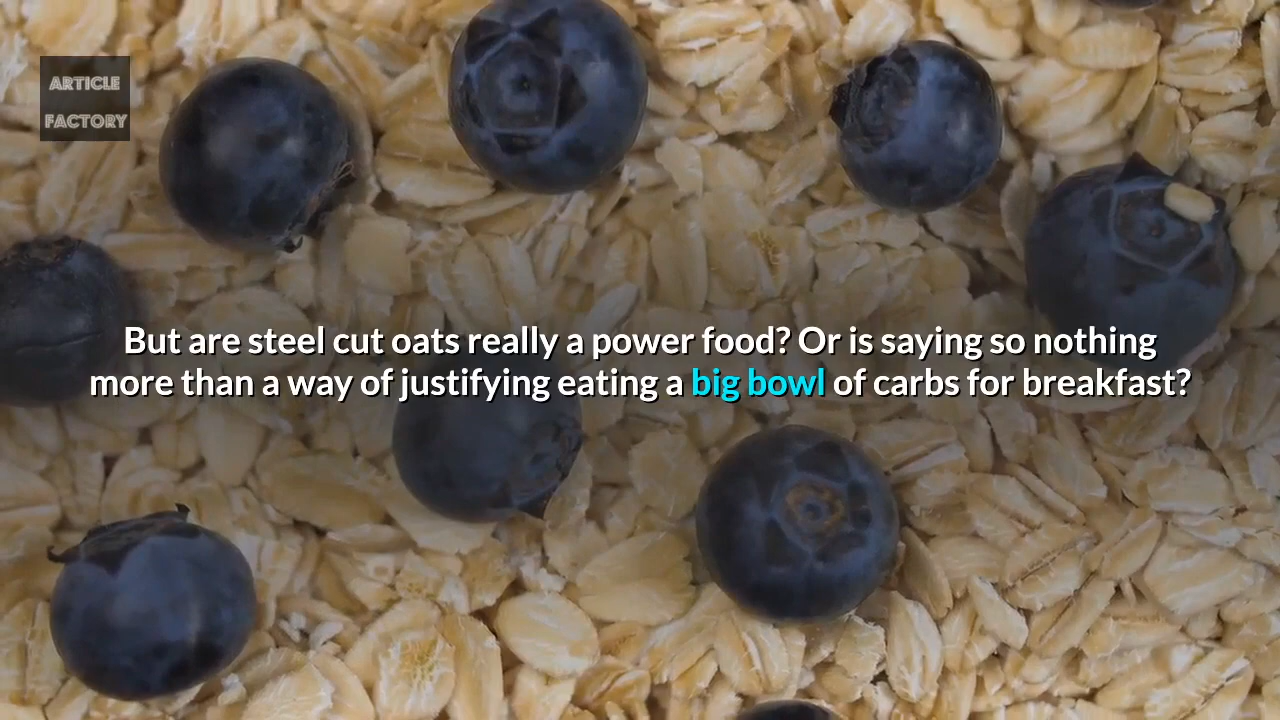 ARTICLE
FACTORY
But are steel cut oats really a power food? Or is saying so nothing
more than a way of justifying eating a big bowl of carbs for breakfast?